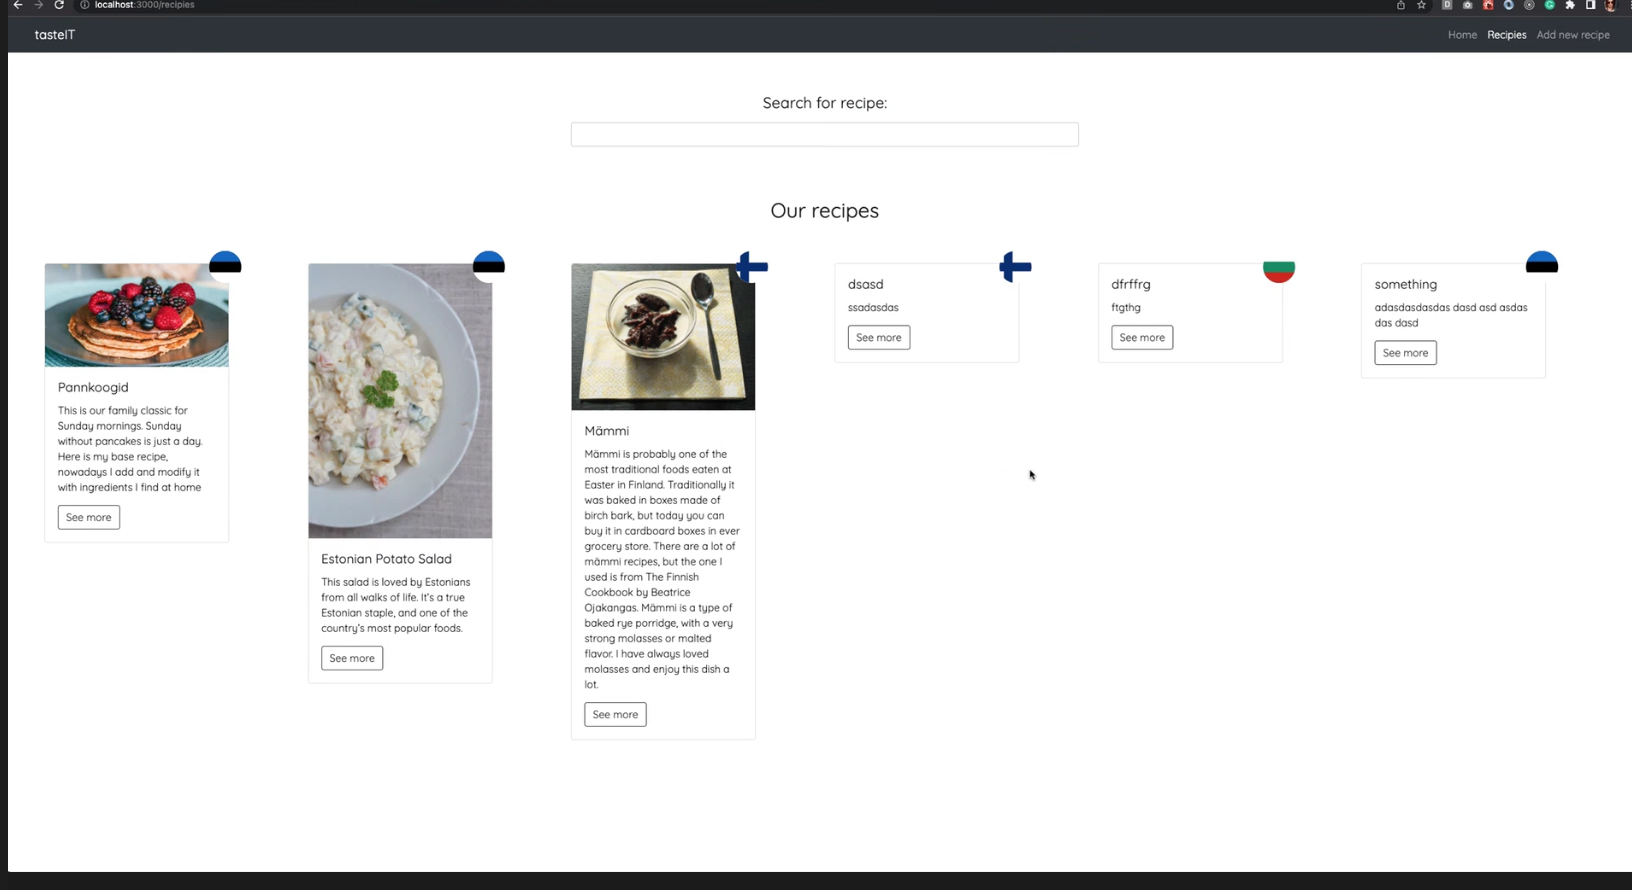 localhost:3000/recipies
tasteIT
Home Recipies Add new recipe
Search for recipe:
Our recipes
Pannkoogid
This is our family classic for
Sunday mornings. Sunday
without pancakes is just a day.
Here is my base recipe,
nowadays I add and modify it
with ingredients I find at home
See more
Estonian Potato Salad
This salad is loved by Estonians
from all walks of life. It's a true
Estonian staple, and one of the
country's most popular foods.
See more
Mämmi
Mämmi is probably one of the
most traditional foods eaten at
Easter in Finland. Traditionally it
was baked in boxes made of
birch bark, but today you can
buy it in cardboard boxes in ever
grocery store. There are a lot of
mämmi recipes, but the one I
used is from The Finnish
Cookbook by Beatrice
Ojakangas. Mämmi is a type of
baked rye porridge, with a very
strong molasses or malted
flavor. I have always loved
molasses and enjoy this dish a
lot.
See more
dsasd
ssadasdas
See more
dfrffrg
ftgthg
See more
something
adasdasdasdas dasd asd asdas
das dasd
See more